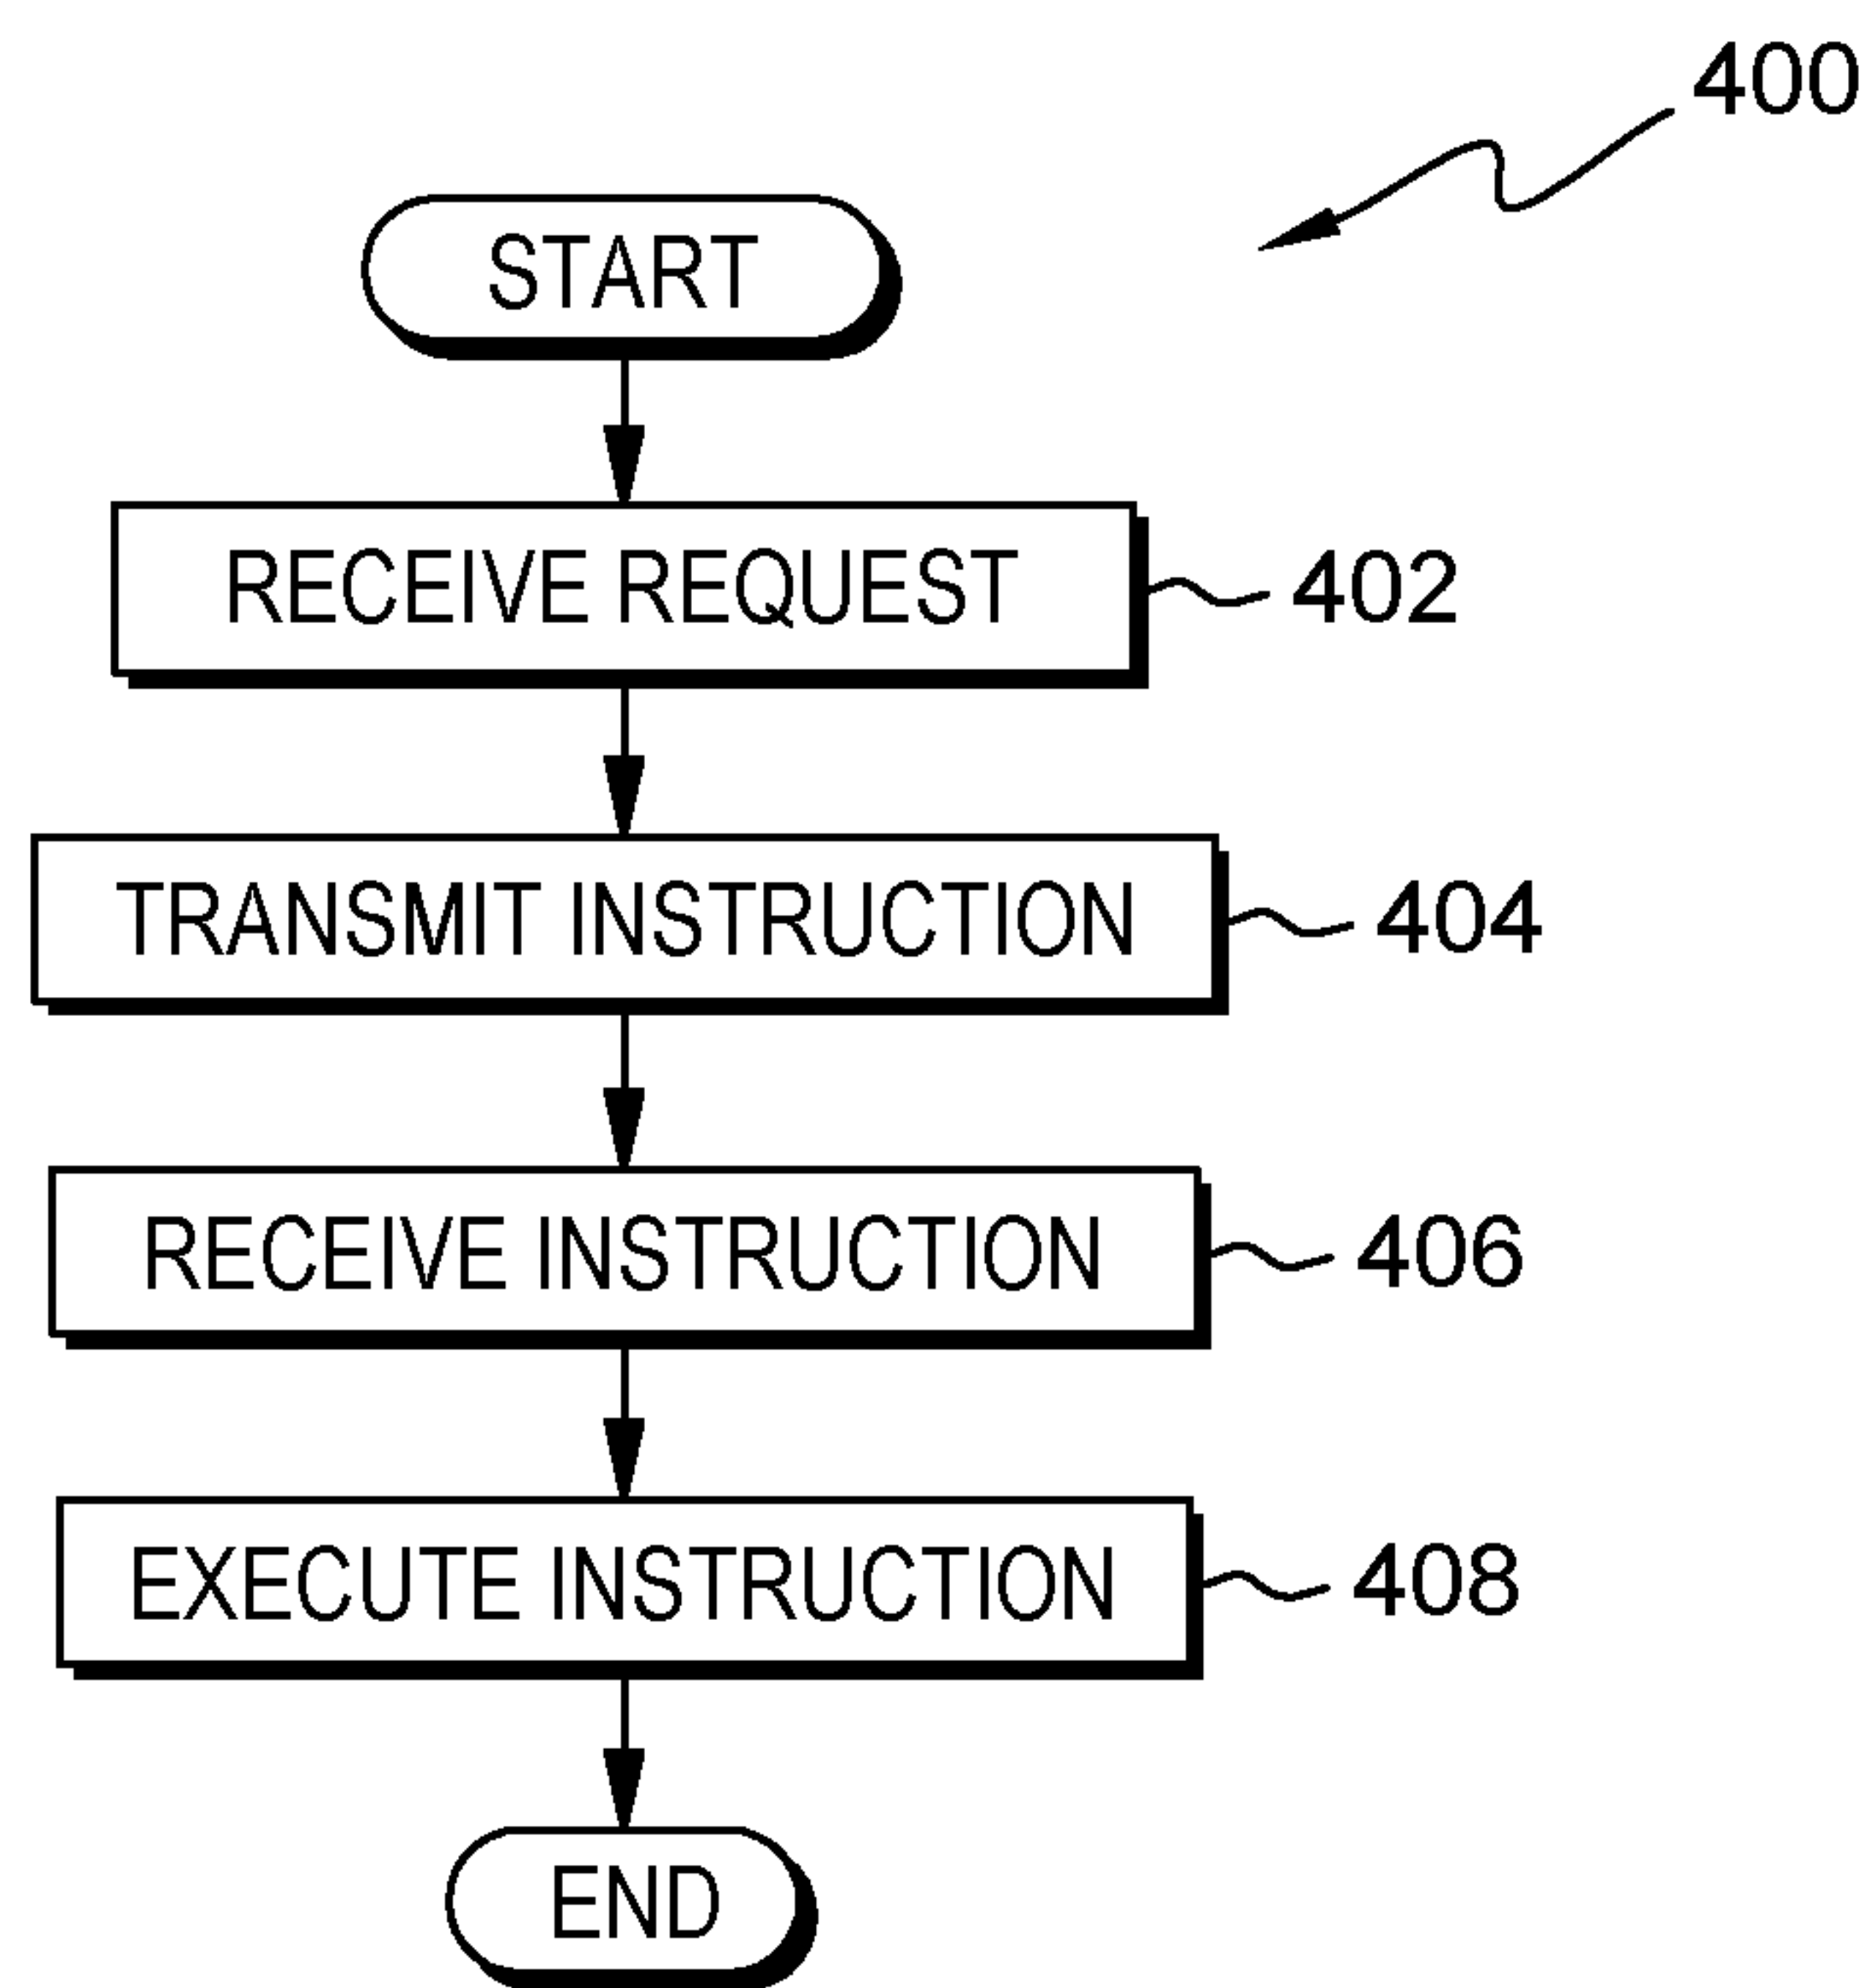 400
START
RECEIVE REQUEST 402
TRANSMIT INSTRUCTION 404
RECEIVE INSTRUCTION 406
EXECUTE INSTRUCTION 408
END